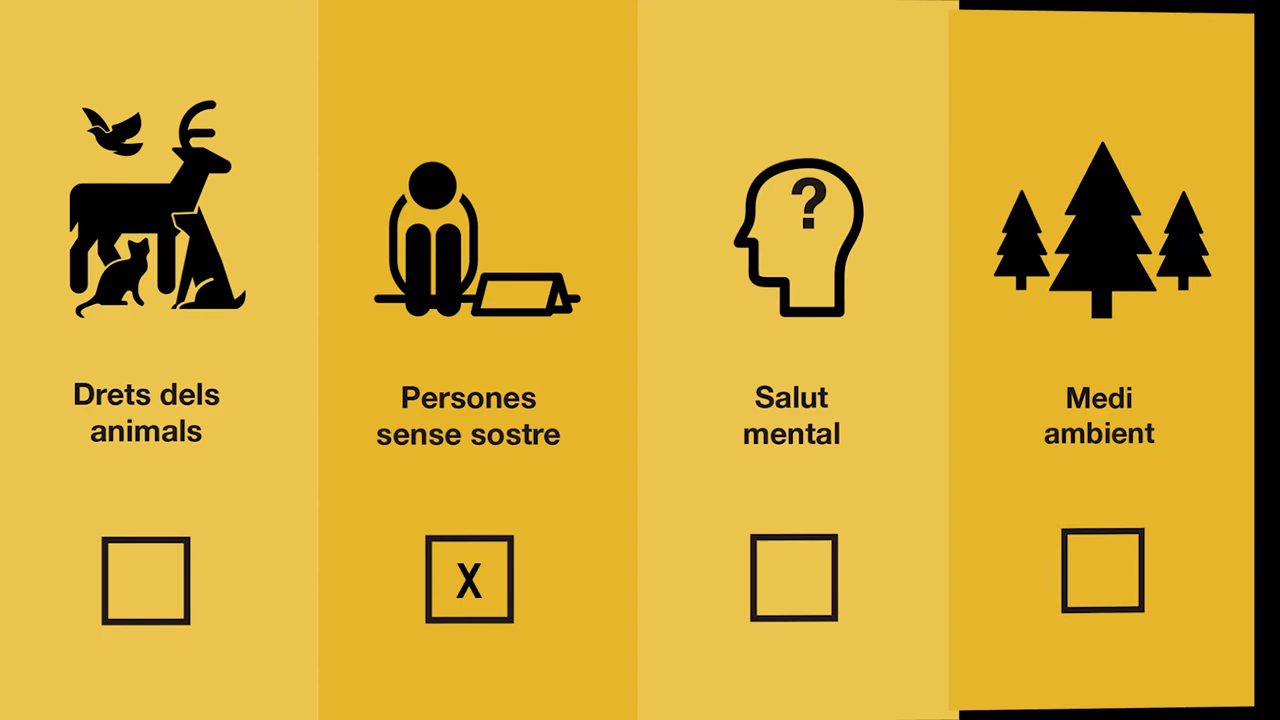 Drets dels
animals
Persones
sense sostre
X
?
Salut
mental
Medi
ambient